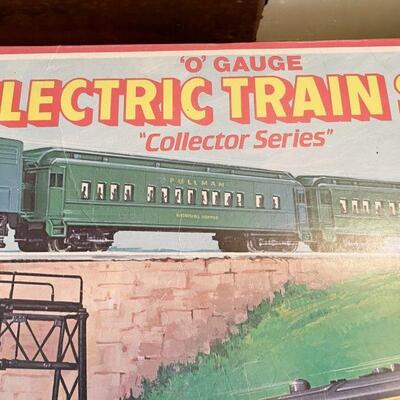 'O' GAUGE
LECTRIC TRAIN S
"Collector Series"
PULLMAN